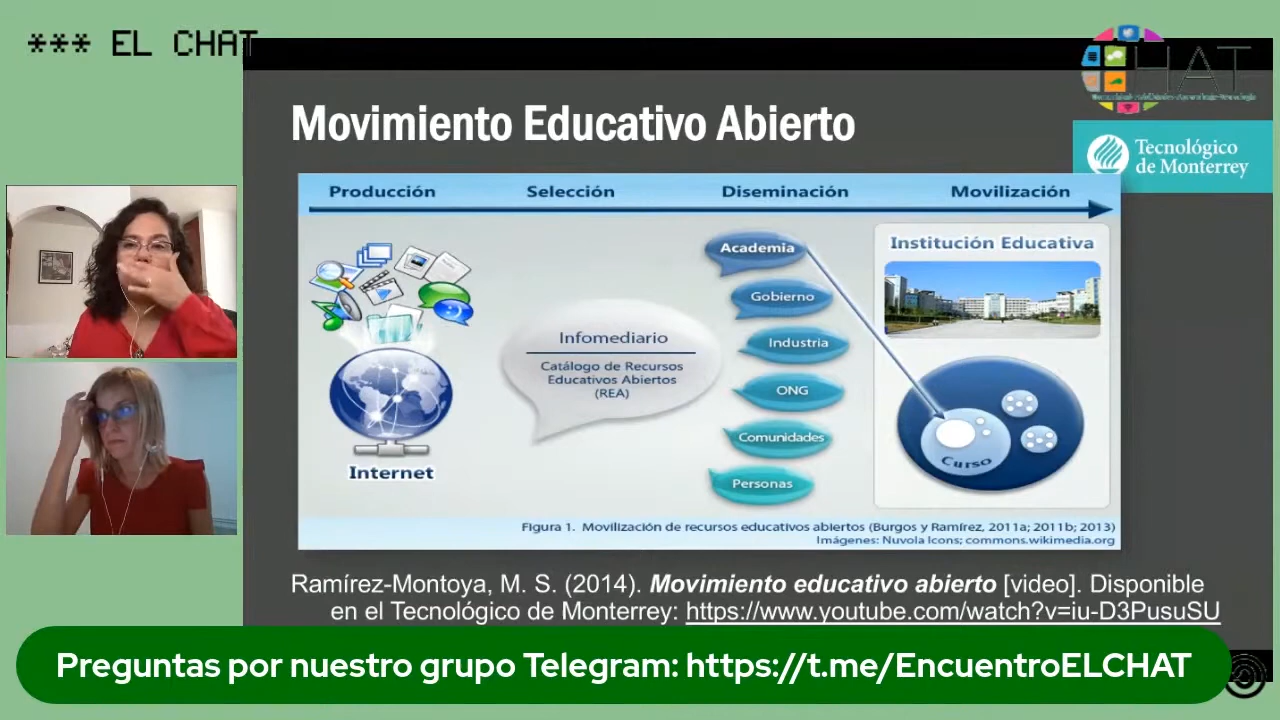 *** EL CHAT
HAT
Tecnológico
de Monterrey
Movimiento Educativo Abierto
Producción
Selección
Diseminación
Movilización
Internet
Infomediario
Catálogo de Recursos
Educativos Abiertos
(REA)
Academia
Gobierno
Industria
ONG
Comunidades
Personas
Institución Educativa
Curso
Figura 1. Movilización de recursos educativos abiertos (Burgos y Ramírez, 2011a; 2011b; 2013)
Imágenes: Nuvola Icons; commons.wikimedia.org
Ramírez-Montoya, M. S. (2014). Movimiento educativo abierto [video]. Disponible
en el Tecnológico de Monterrey: https://www.youtube.com/watch?v=iu-D3PusuSU
Preguntas por nuestro grupo Telegram: https://t.me/EncuentroELCHAT